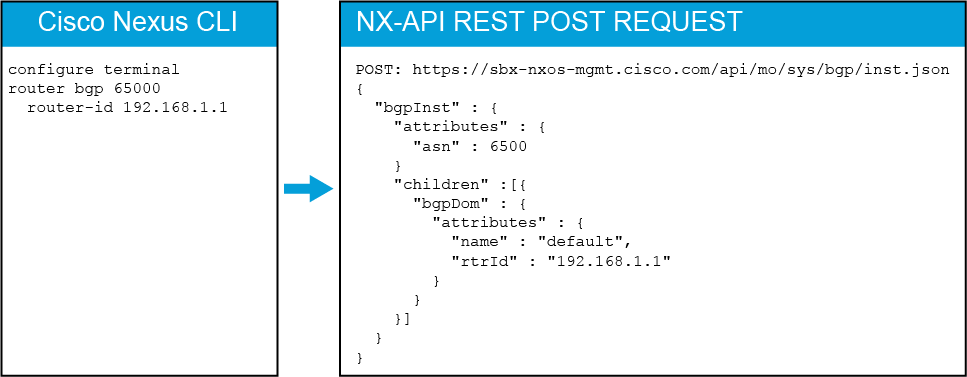 Cisco Nexus CLI
configure terminal
router bgp 65000
router-id 192.168.1.1
NX-API REST POST REQUEST
POST: https://sbx-nxos-mgmt.cisco.com/api/mo/sys/bgp/inst.json
{
"bgpInst" : {
"attributes" : {
"asn" : 6500
}
"children" :[{
"bgpDom" : {
"attributes" : {
"name" : "default",
"rtrId" : "192.168.1.1"
}
}
}]
}
}